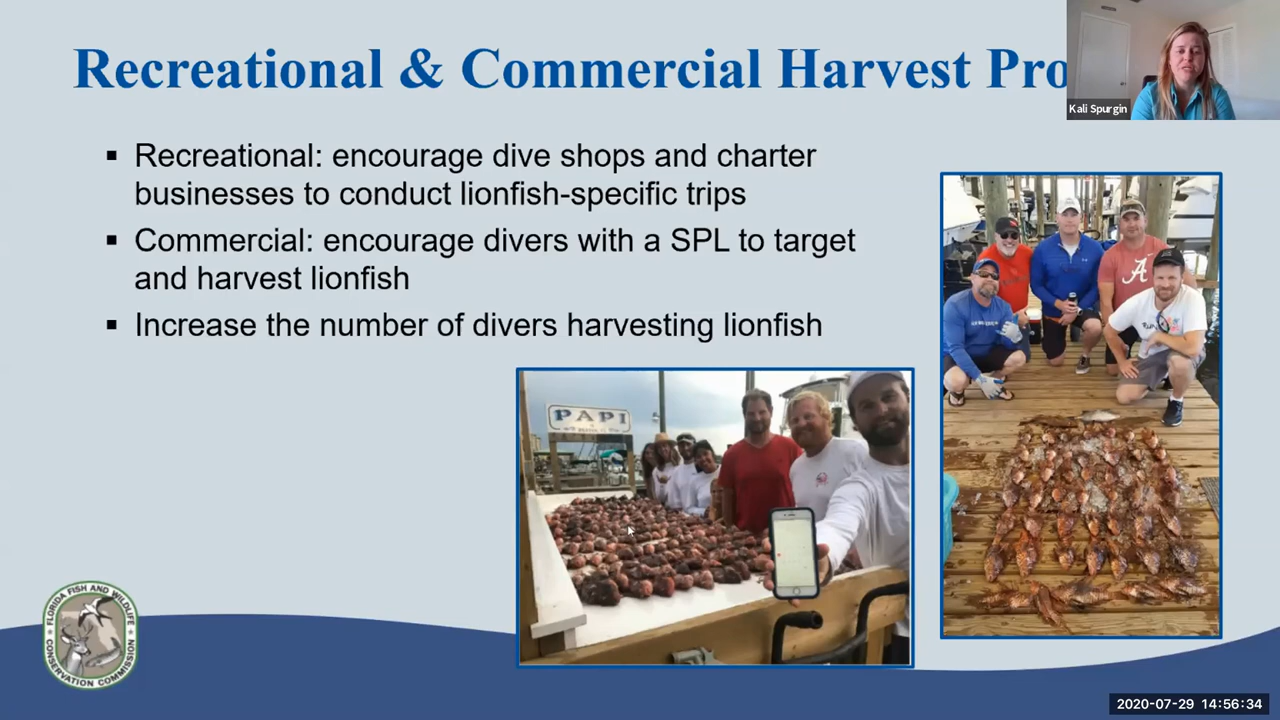 Recreational & Commercial Harvest Pro
Kali Spurgin
▪ Recreational: encourage dive shops and charter
businesses to conduct lionfish-specific trips
▪ Commercial: encourage divers with a SPL to target
and harvest lionfish
▪ Increase the number of divers harvesting lionfish
PAPI
A
FLORIDA FISH AND WILDLIFE
CONSERVATION COMMISSION
2020-07-29 14:56:34